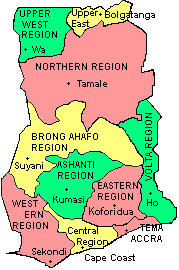 UPPER
WEST
REGION
Wa
Upper
East
Bolgatanga
NORTHERN REGION
Tamale
BRONG AHAFO
REGION
Suyani
VOLTA REGION
ASHANTI
REGION
Kumasi
EASTERN
REGION
Koforidua
Ho
WEST
ERN
REGION
Sekondi
Central
Region
Cape Coast
TEMA
ACCRA